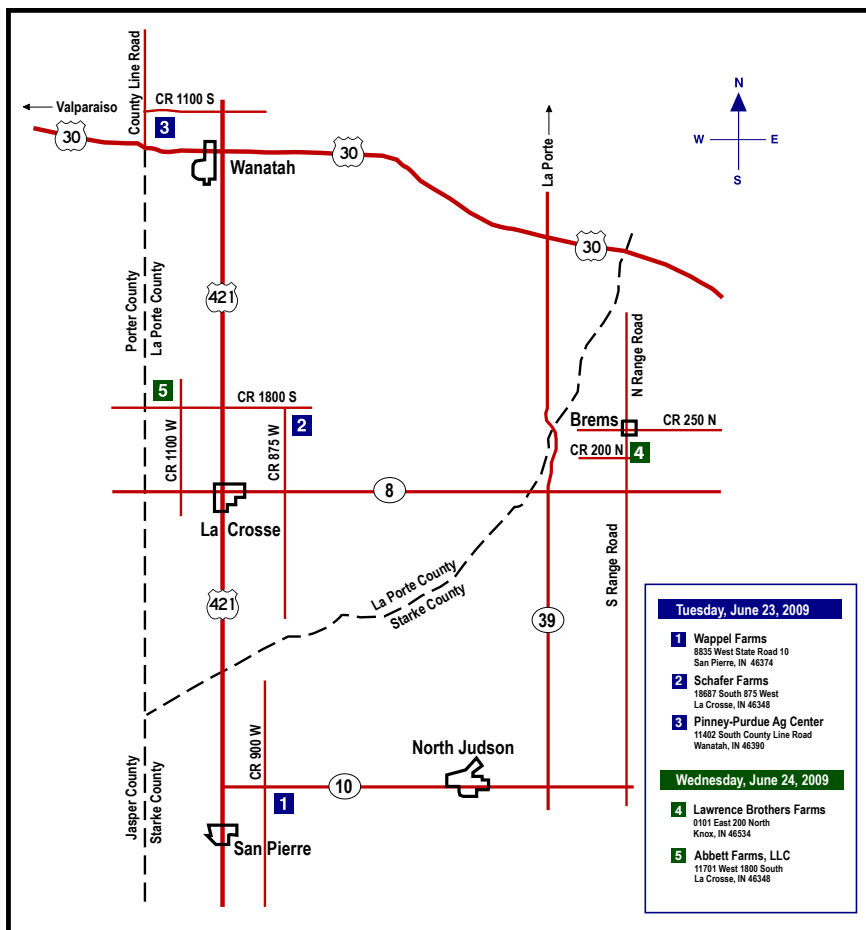 County Line Road
CR 1100 S
Valparaiso
30
3
Wanatah
30
La Porte
N
W
E
S
30
421
Porter County
La Porte County
N Range Road
5
CR 1800 S
2
CR 1100 W
CR 875 W
Brems
CR 250 N
CR 200 N
4
8
La Crosse
S Range Road
421
La Porte County
Starke County
39
CR 900 W
North Judson
10
1
Jasper County
Starke County
San Pierre
Tuesday, June 23, 2009
1 Wappel Farms
8835 West State Road 10
San Pierre, IN 46374
2 Schafer Farms
18687 South 875 West
La Crosse, IN 46348
3 Pinney-Purdue Ag Center
11402 South County Line Road
Wanatah, IN 46390
Wednesday, June 24, 2009
4 Lawrence Brothers Farms
0101 East 200 North
Knox, IN 46534
5 Abbett Farms, LLC
11701 West 1800 South
La Crosse, IN 46348